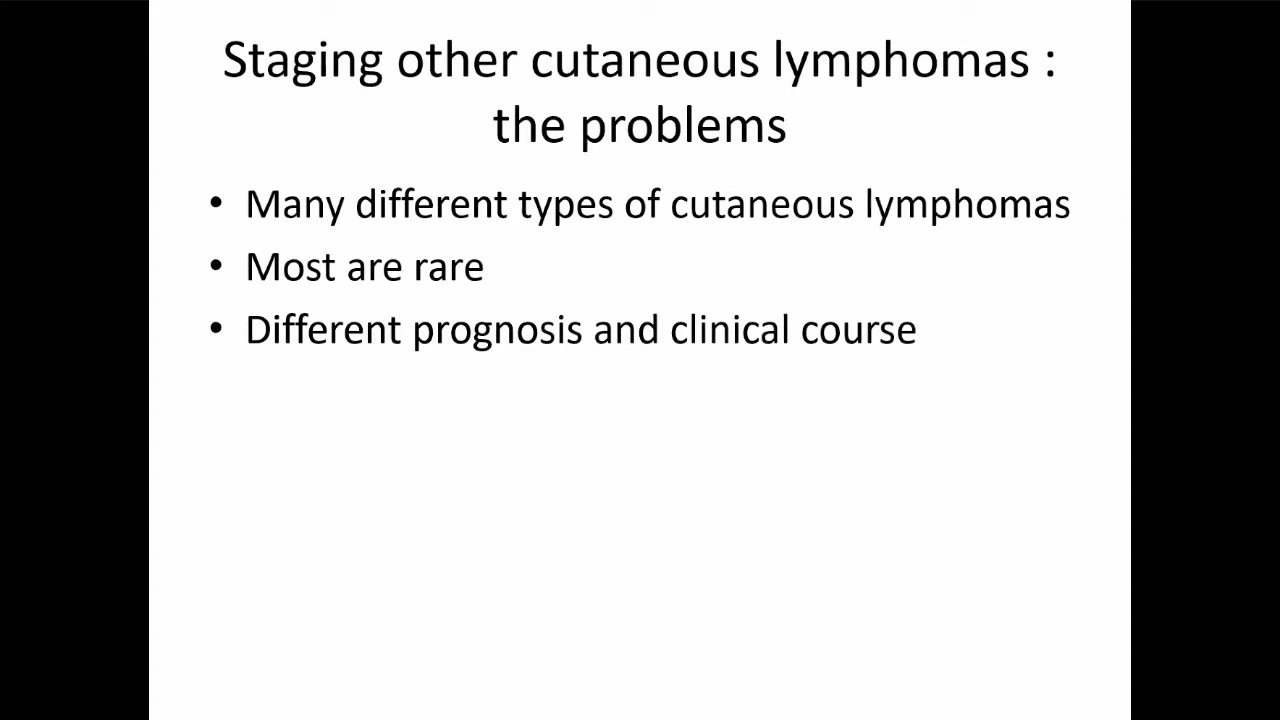 Staging other cutaneous lymphomas :
the problems
• Many different types of cutaneous lymphomas
• Most are rare
• Different prognosis and clinical course